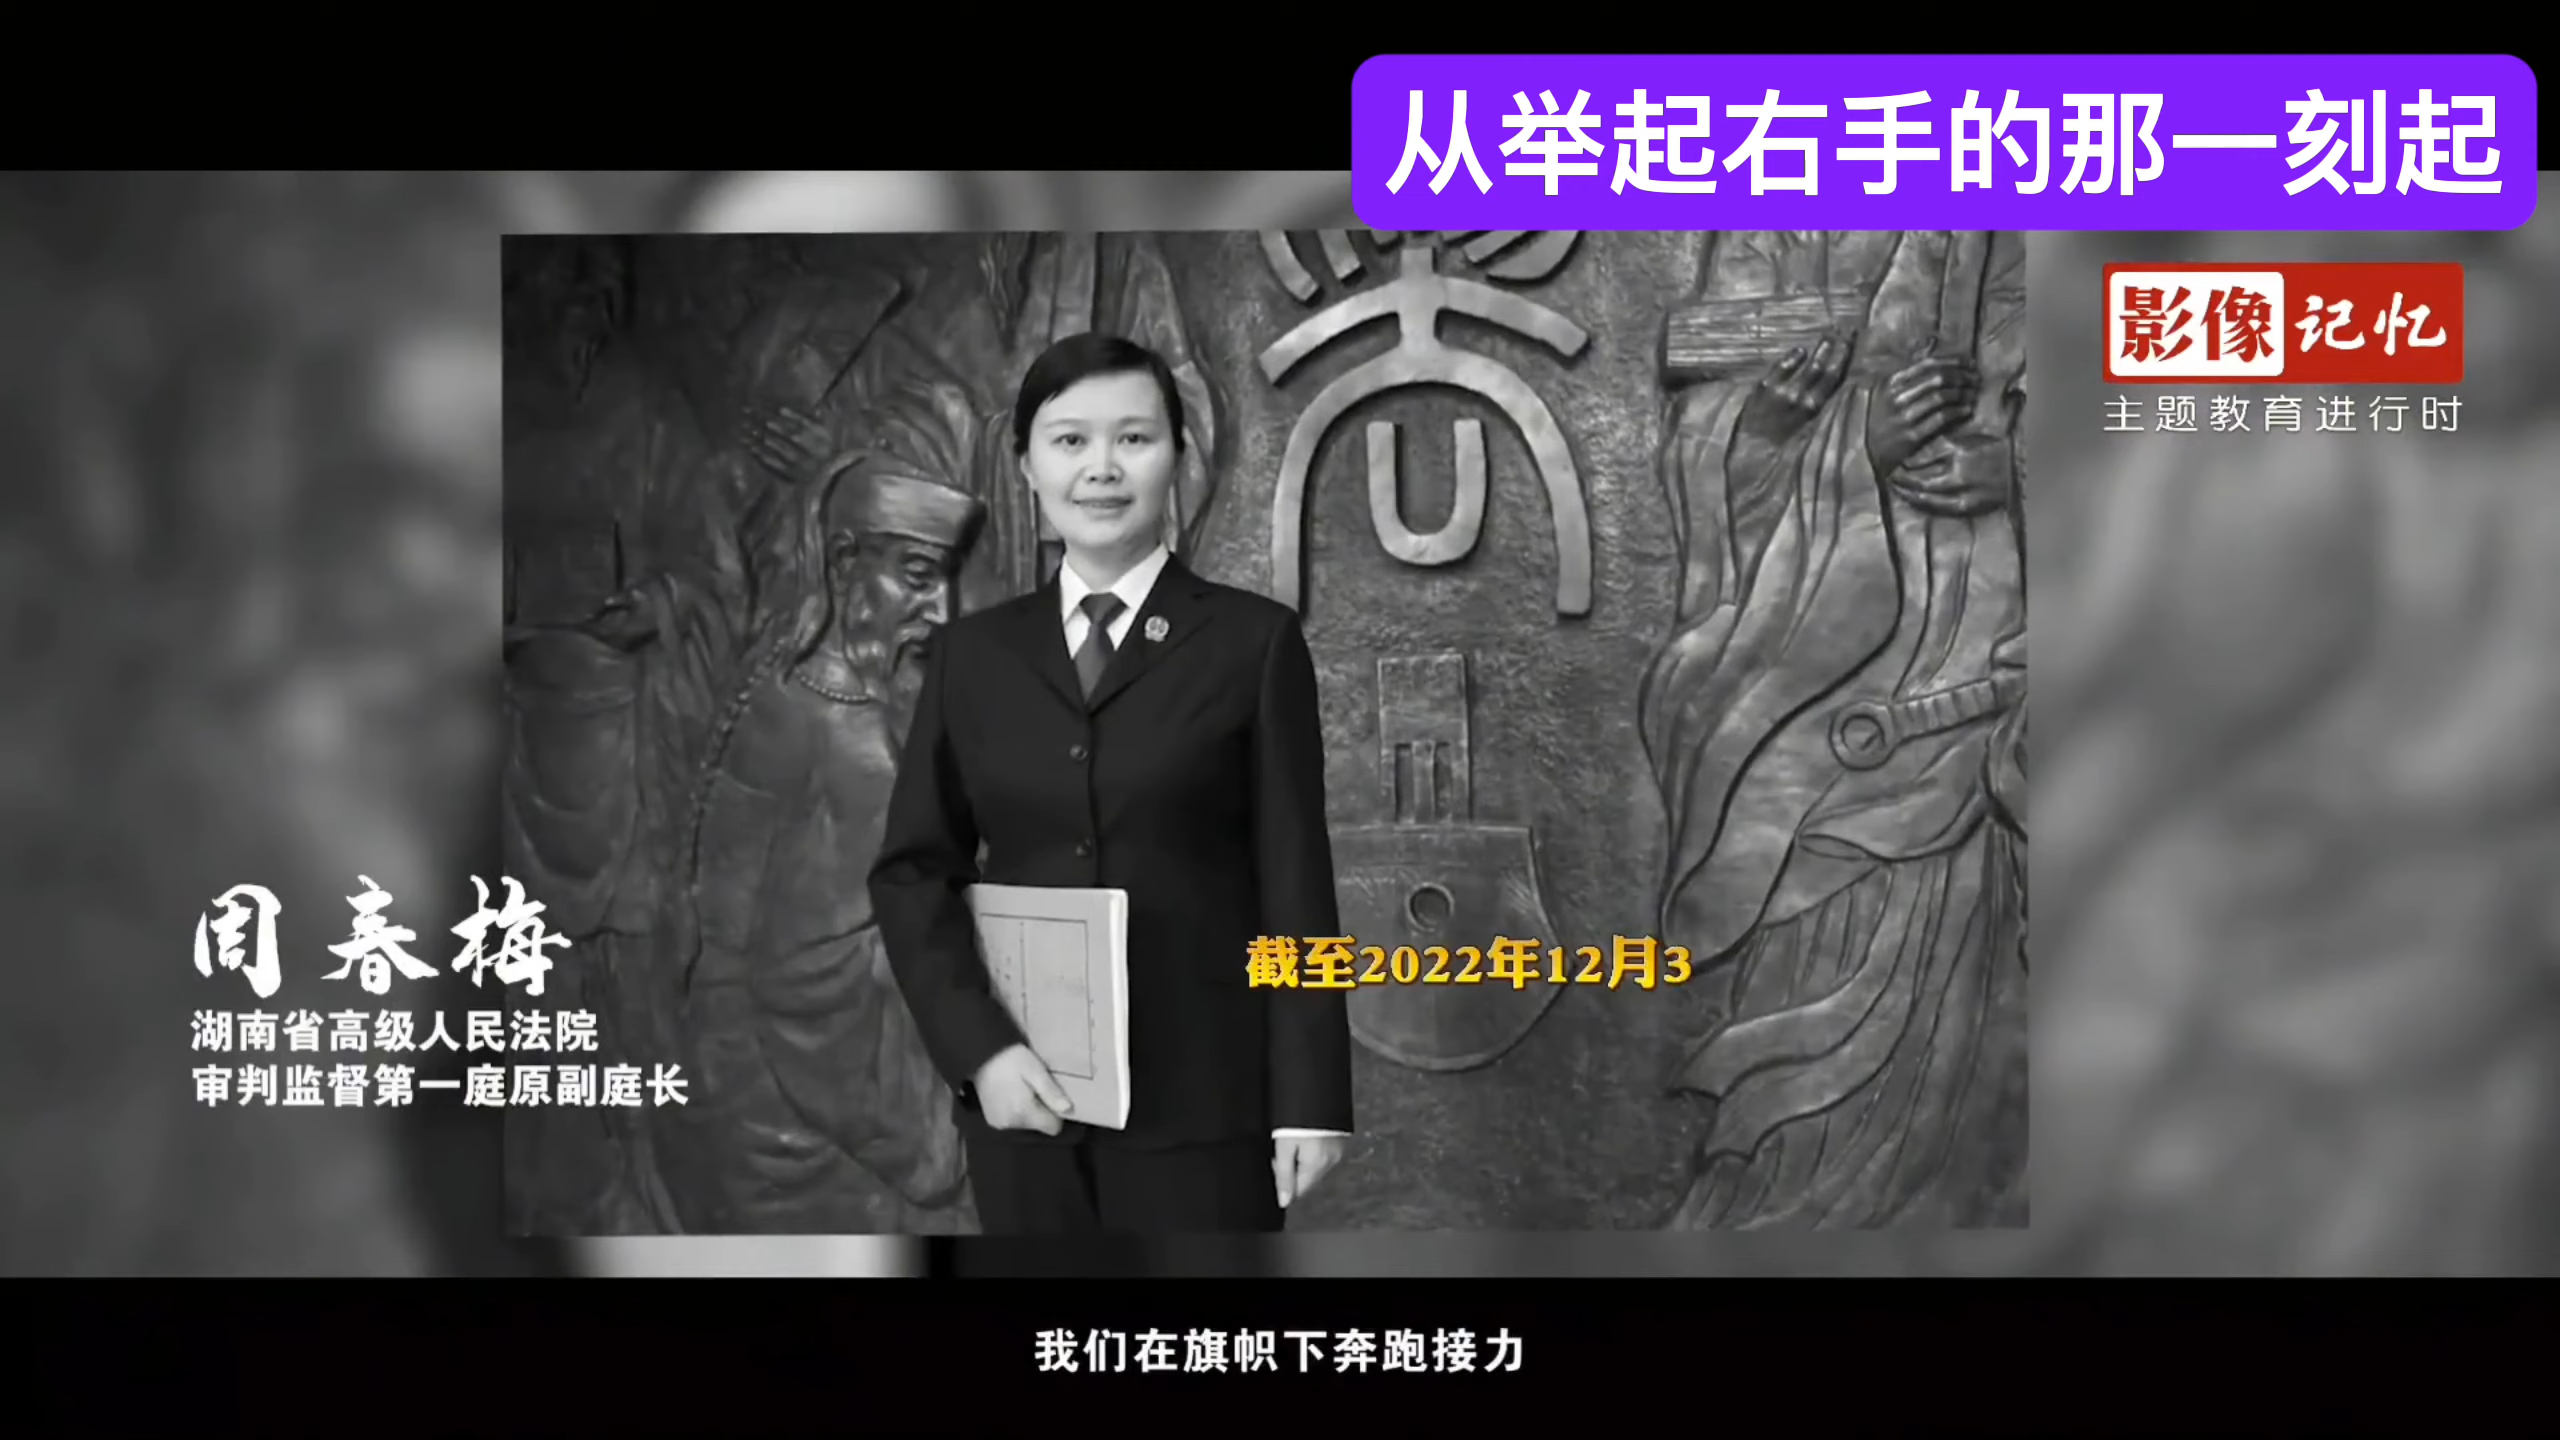 从举起右手的那一刻起
影像记忆
主题教育进行时
周春梅
湖南省高级人民法院
审判监督第一庭原副庭长
截至2022年12月3
我们在旗帜下奔跑接力